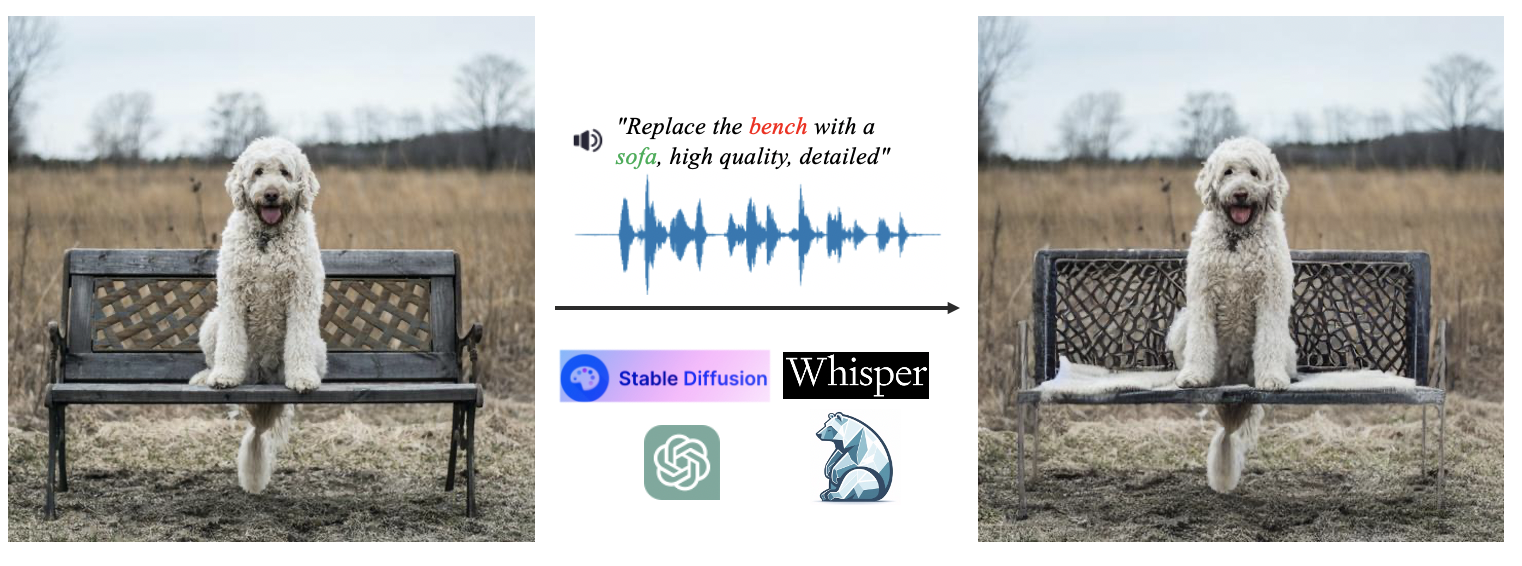 "Replace the bench with a
sofa, high quality, detailed"
Stable Diffusion
Whisper